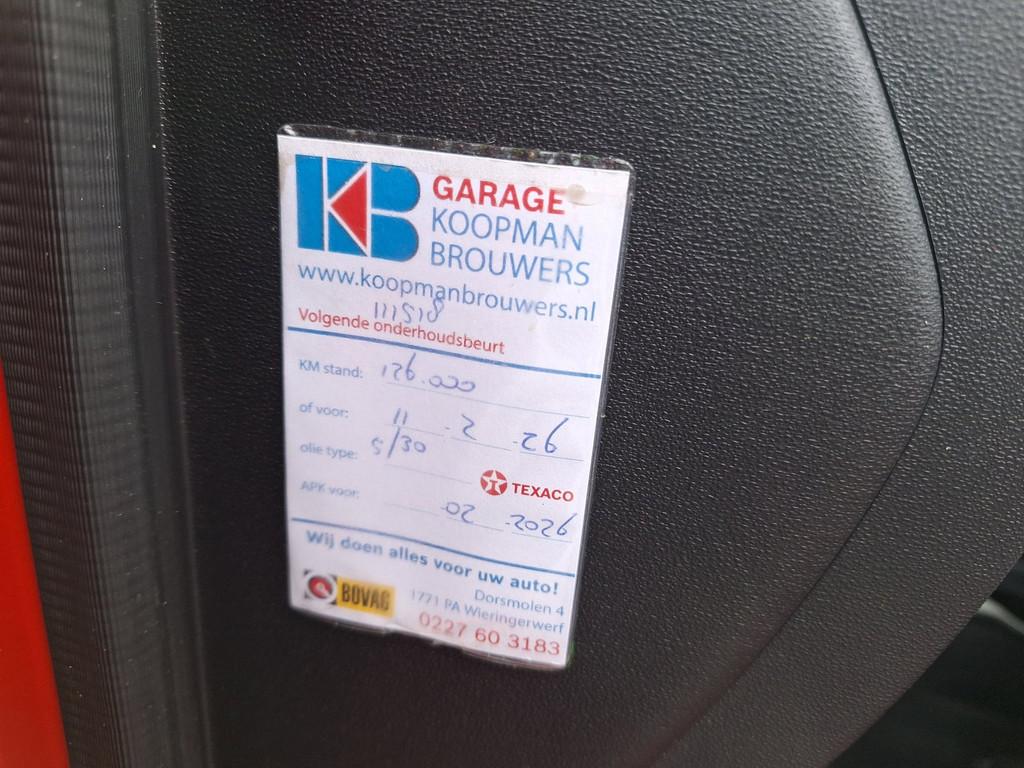 KB GARAGE
KOOPMAN
BROUWERS
www.koopmanbrouwers.nl
111518
Volgende onderhoudsbeurt
KM stand: 126.000
of voor: 11 - 2 - 26
olie type: 5/30
TEXACO
APK voor: 02 - 2026
Wij doen alles voor uw auto!
BOVAG
Dorsmolen 4
1771 PA Wieringerwerf
0227 60 3183